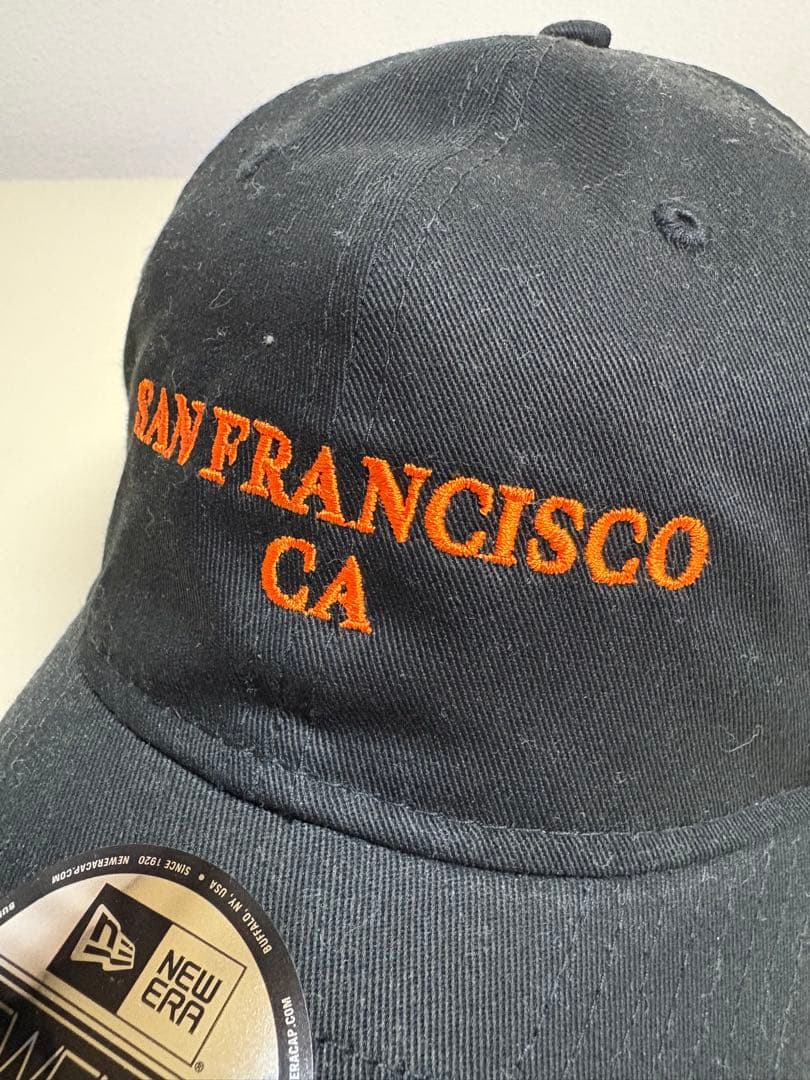 SAN FRANCISCO
CA
NEWERACAP.COM • SINCE 1920 • BUFFALO, NY, USA
NEW
ERA
®